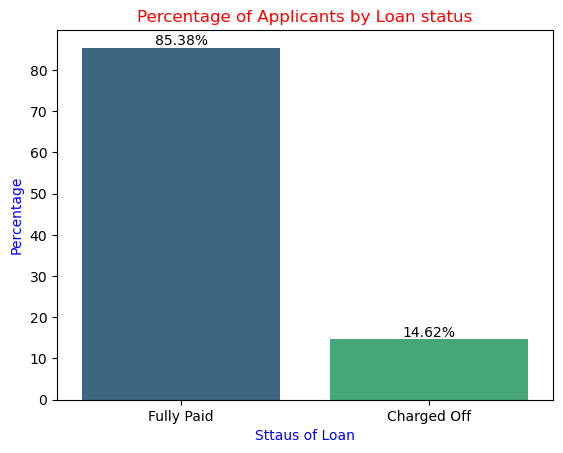 Percentage of Applicants by Loan status
85.38%
14.62%
Percentage
80
70
60
50
40
30
20
10
0
Fully Paid
Charged Off
Sttaus of Loan